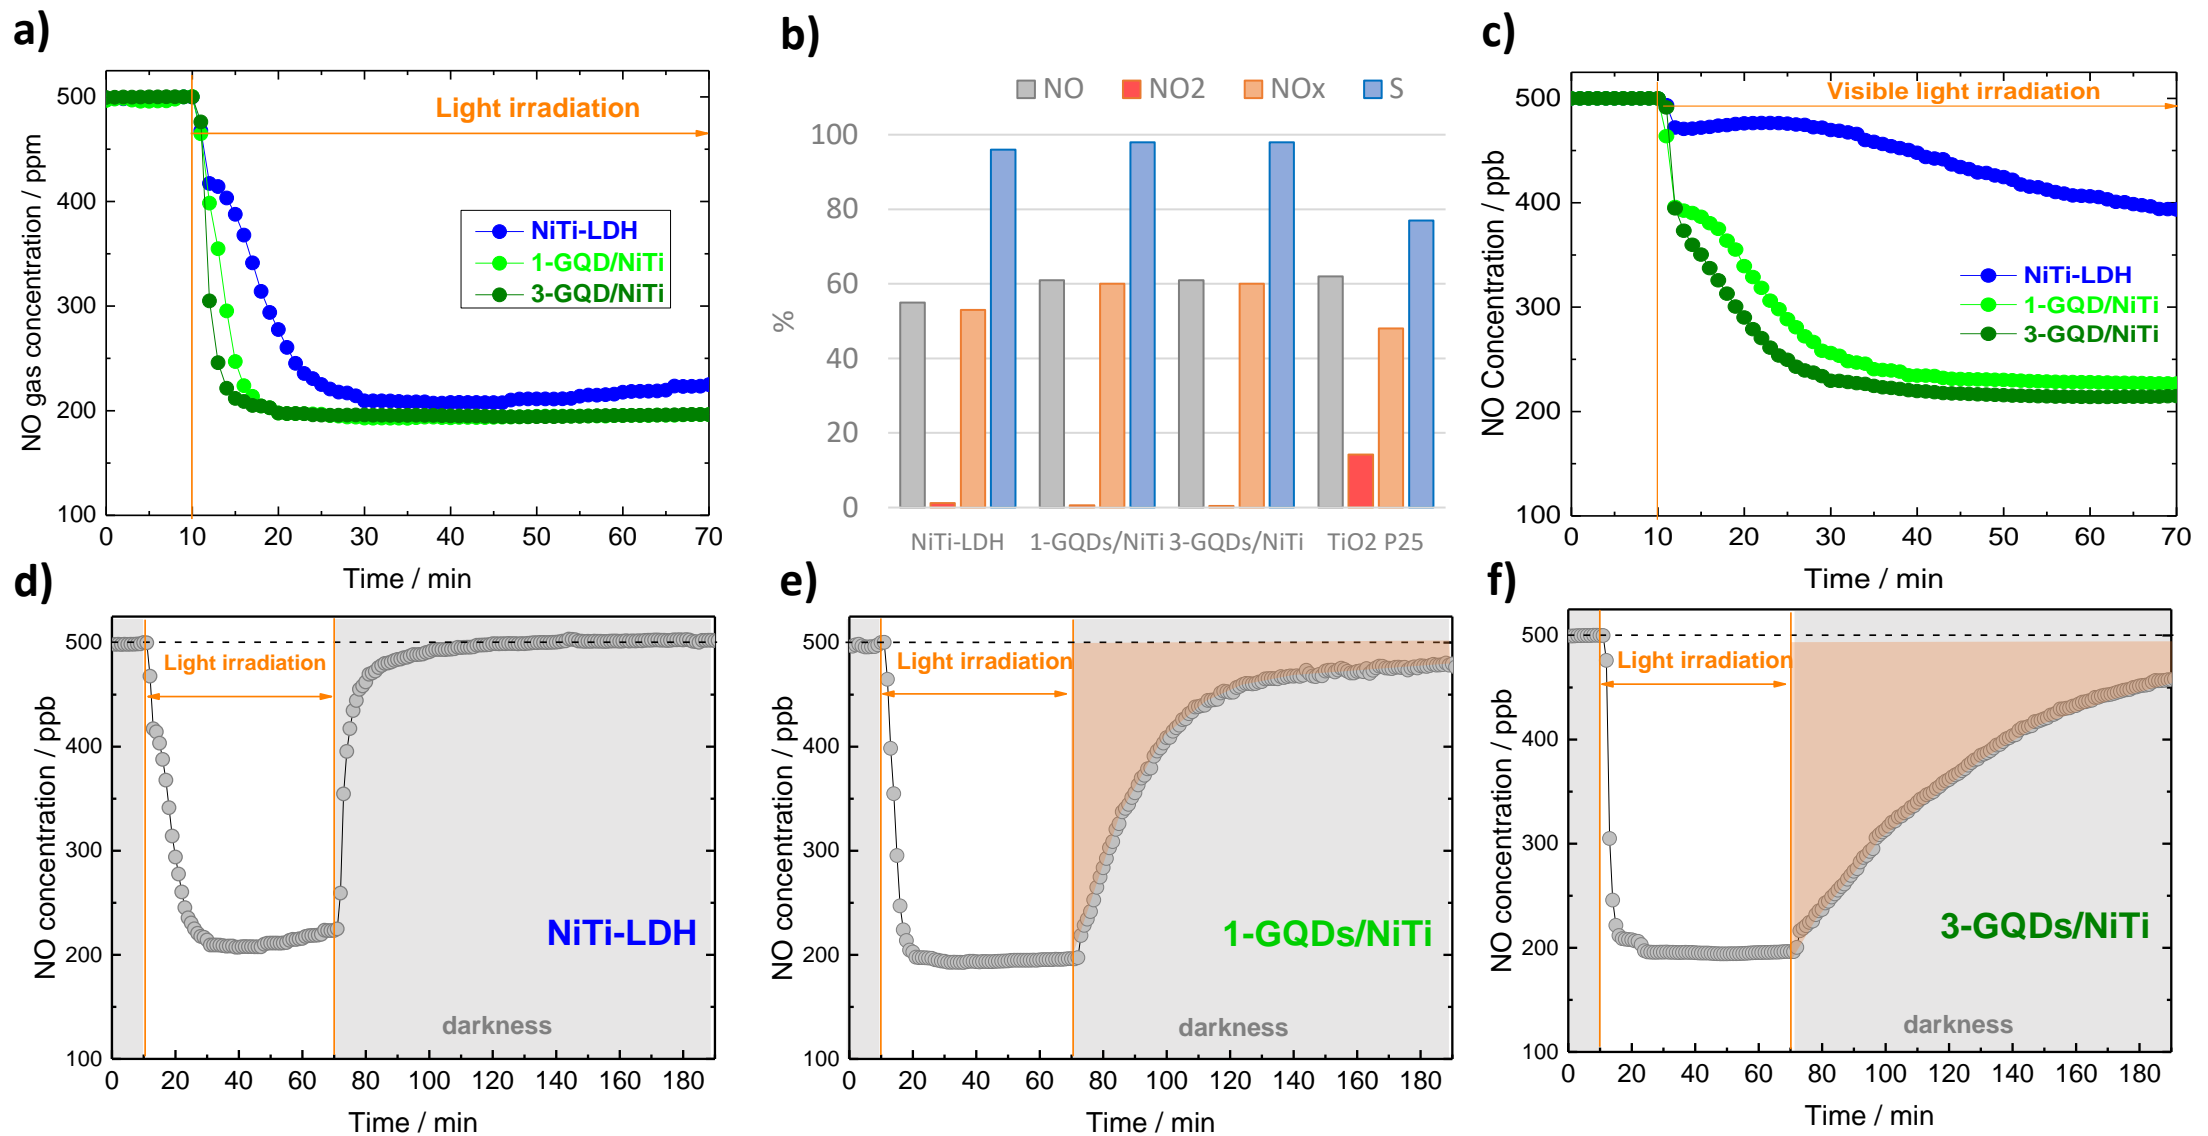 a)
500
400
300
200
100
0
10
20
30
40
50
60
70
NO gas concentration / ppm
Time / min
Light irradiation
NiTi-LDH
1-GQD/NiTi
3-GQD/NiTi
b)
NO
NO2
NOx
S
100
80
60
40
20
0
%
NiTi-LDH
1-GQDs/NiTi
3-GQDs/NiTi
TiO2 P25
c)
500
400
300
200
100
0
10
20
30
40
50
60
70
NO Concentration / ppb
Time / min
Visible light irradiation
NiTi-LDH
1-GQD/NiTi
3-GQD/NiTi
d)
500
400
300
200
100
0
20
40
60
80
100
120
140
160
180
NO concentration / ppb
Time / min
Light irradiation
NiTi-LDH
darkness
e)
500
400
300
200
100
0
20
40
60
80
100
120
140
160
180
NO concentration / ppb
Time / min
Light irradiation
1-GQDs/NiTi
darkness
f)
500
400
300
200
100
0
20
40
60
80
100
120
140
160
180
NO concentration / ppb
Time / min
Light irradiation
3-GQDs/NiTi
darkness